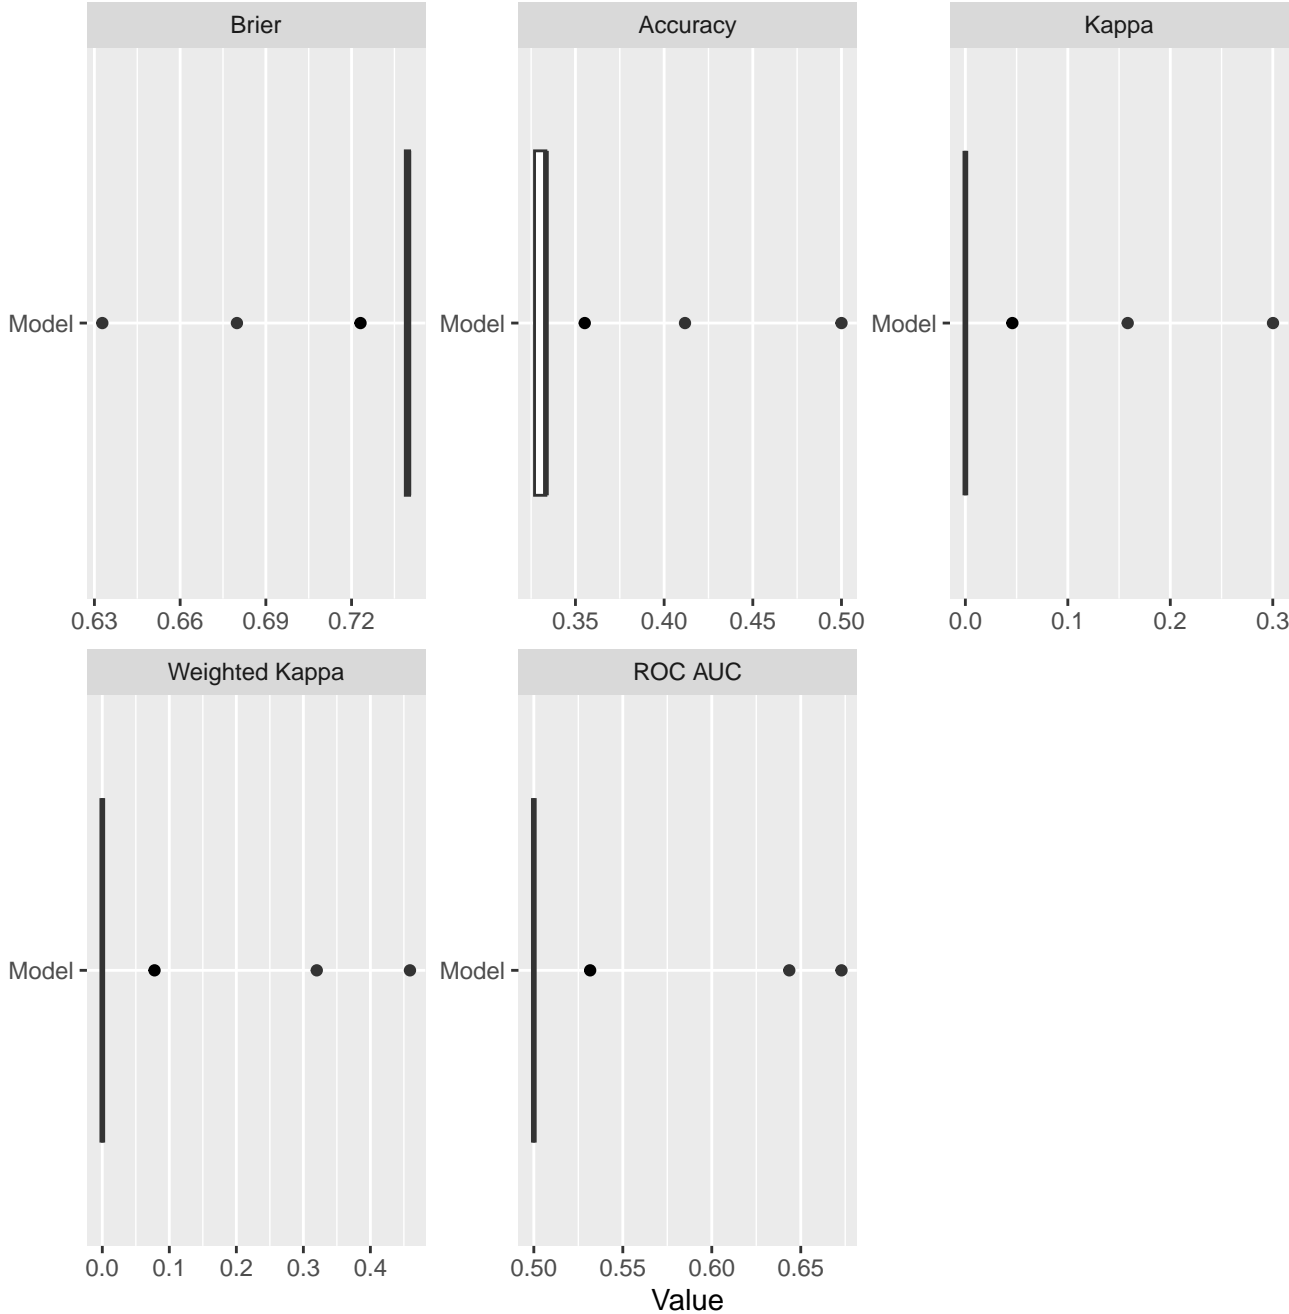 Brier Accuracy Kappa
Model Model Model
0.63 0.66 0.69 0.72 0.35 0.40 0.45 0.50 0.0 0.1 0.2 0.3
Weighted Kappa ROC AUC
Model Model
0.0 0.1 0.2 0.3 0.4 0.50 0.55 0.60 0.65
Value